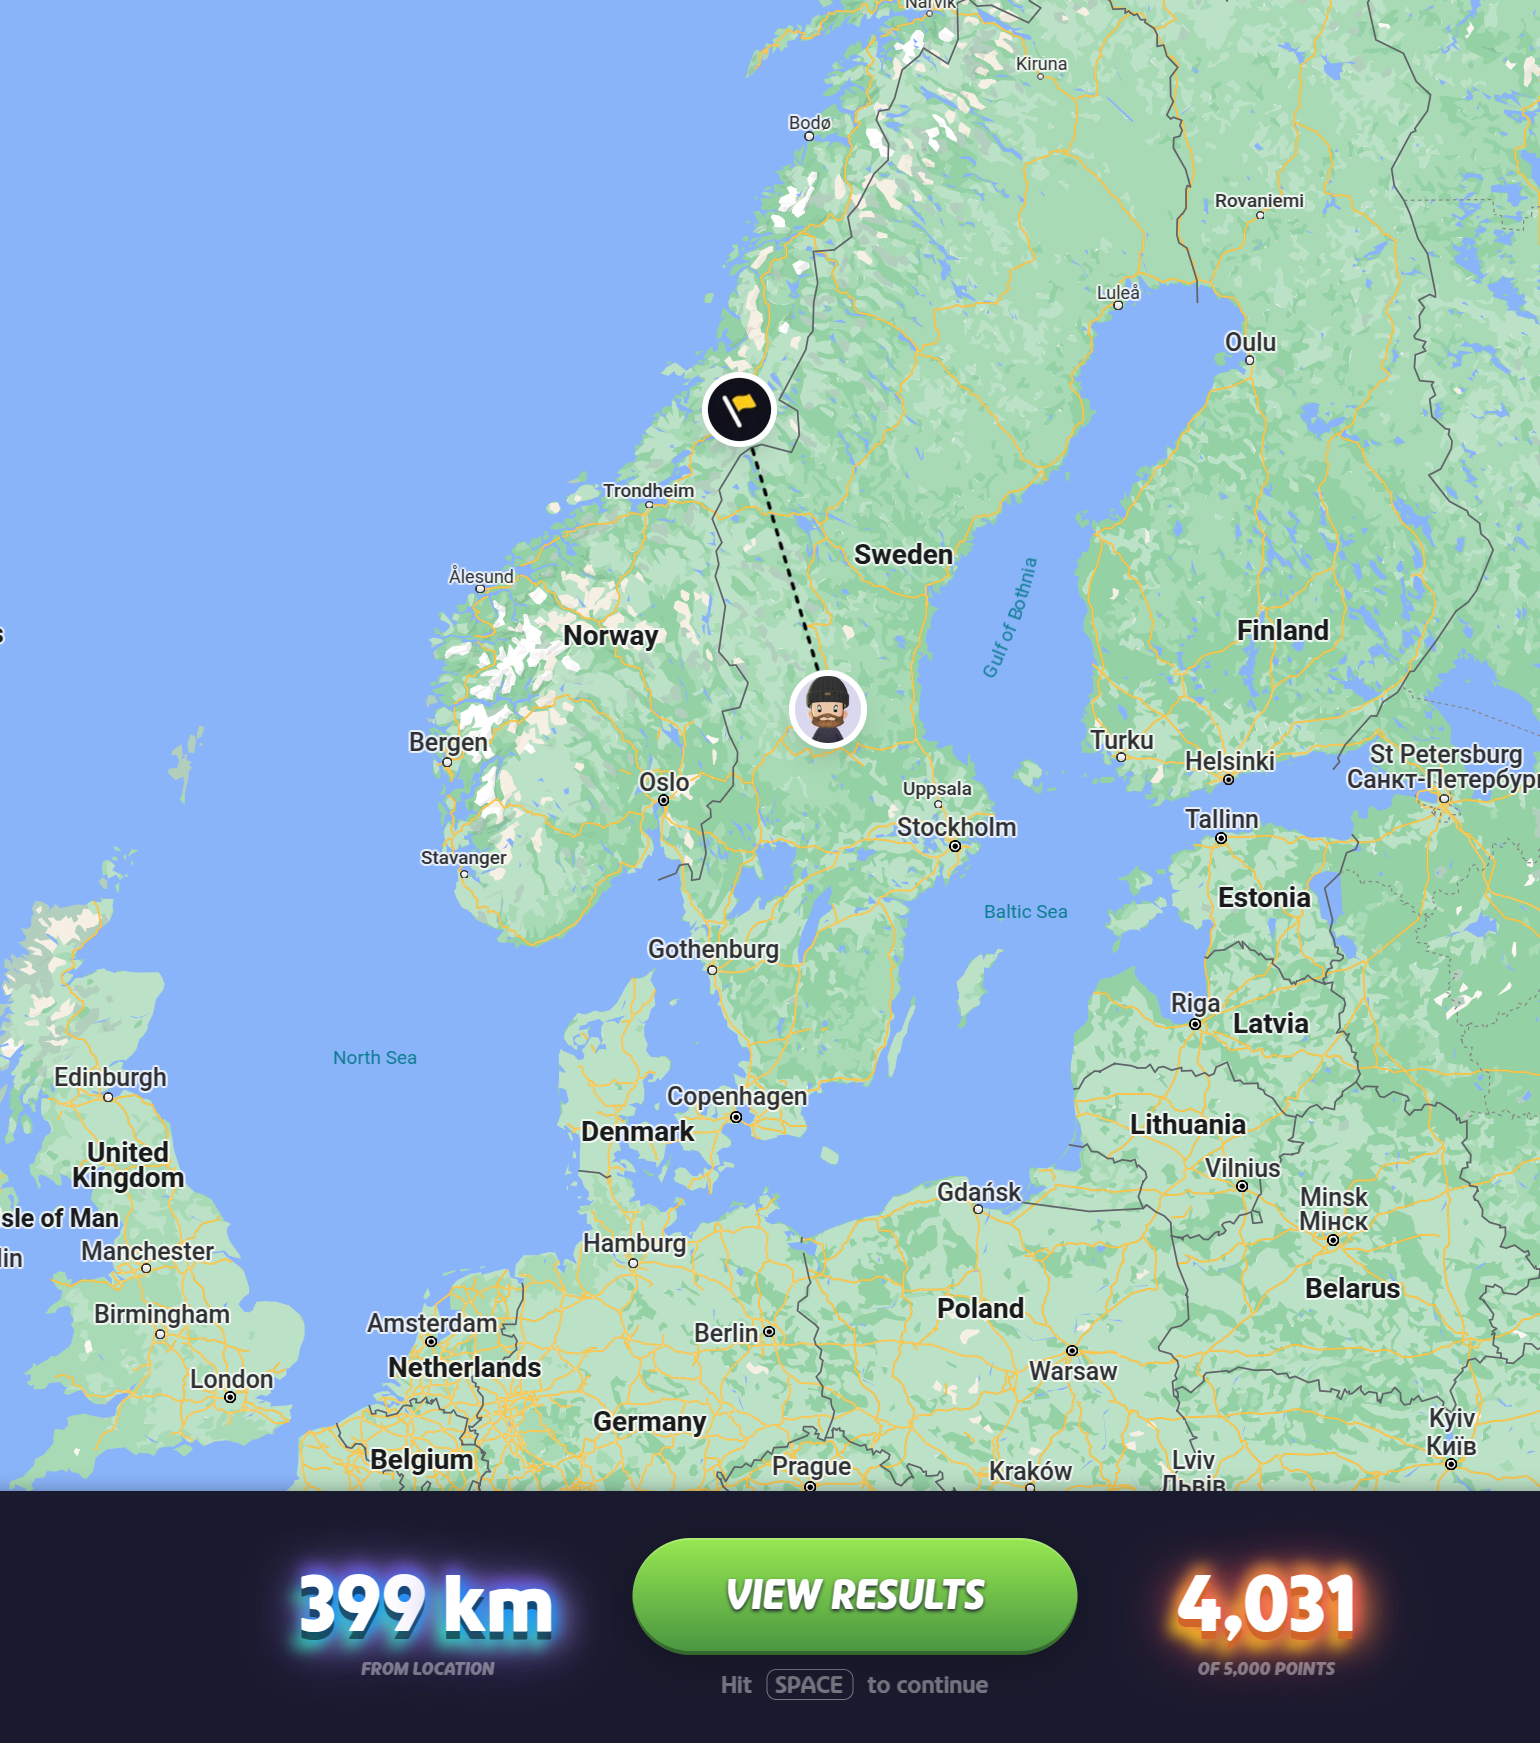 Narvik
Kiruna
Bodø
Rovaniemi
Luleå
Oulu
Trondheim
Sweden
Ålesund
Gulf of Bothnia
Norway
Finland
Bergen
Turku
Helsinki
St Petersburg
Санкт-Петербур
Oslo
Uppsala
Tallinn
Stockholm
Stavanger
Estonia
Baltic Sea
Gothenburg
Riga
Latvia
North Sea
Edinburgh
Copenhagen
Denmark
Lithuania
United
Kingdom
Vilnius
Gdańsk
Minsk
Мінск
sle of Man
Manchester
lin
Hamburg
Belarus
Birmingham
Amsterdam
Berlin
Poland
Netherlands
London
Warsaw
Germany
Kyiv
Київ
Belgium
Prague
Kraków
Lviv
Львів
399 km
FROM LOCATION
VIEW RESULTS
Hit SPACE to continue
4,031
OF 5,000 POINTS